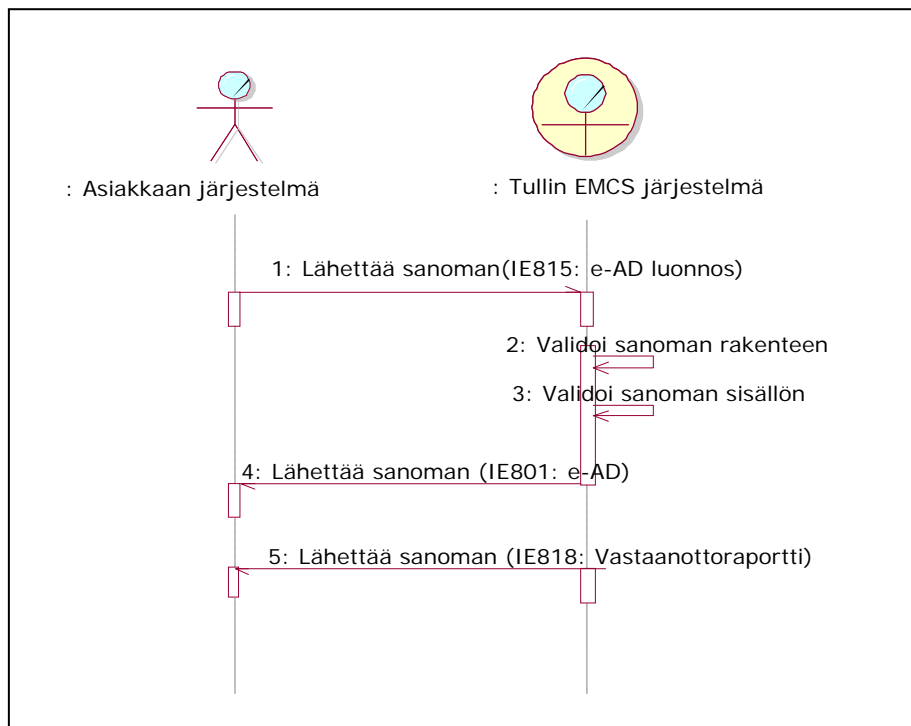 : Asiakkaan järjestelmä
: Tullin EMCS järjestelmä
1: Lähettää sanoman(IE815: e-AD luonnos)
2: Validoi sanoman rakenteen
3: Validoi sanoman sisällön
4: Lähettää sanoman (IE801: e-AD)
5: Lähettää sanoman (IE818: Vastaanottoraportti)